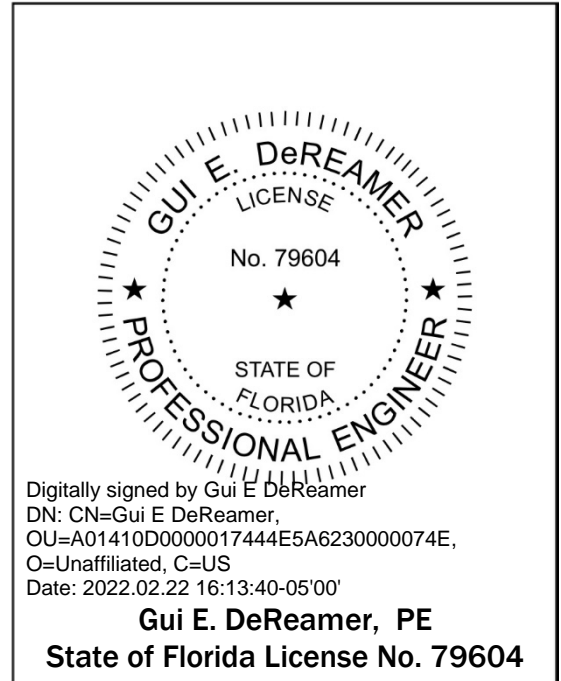 GUI E. DeREAMER
LICENSE
No. 79604
★
★ ★
STATE OF
FLORIDA
PROFESSIONAL ENGINEER
Digitally signed by Gui E DeReamer
DN: CN=Gui E DeReamer,
OU=A01410D0000017444E5A6230000074E,
O=Unaffiliated, C=US
Date: 2022.02.22 16:13:40-05'00'
Gui E. DeReamer, PE
State of Florida License No. 79604